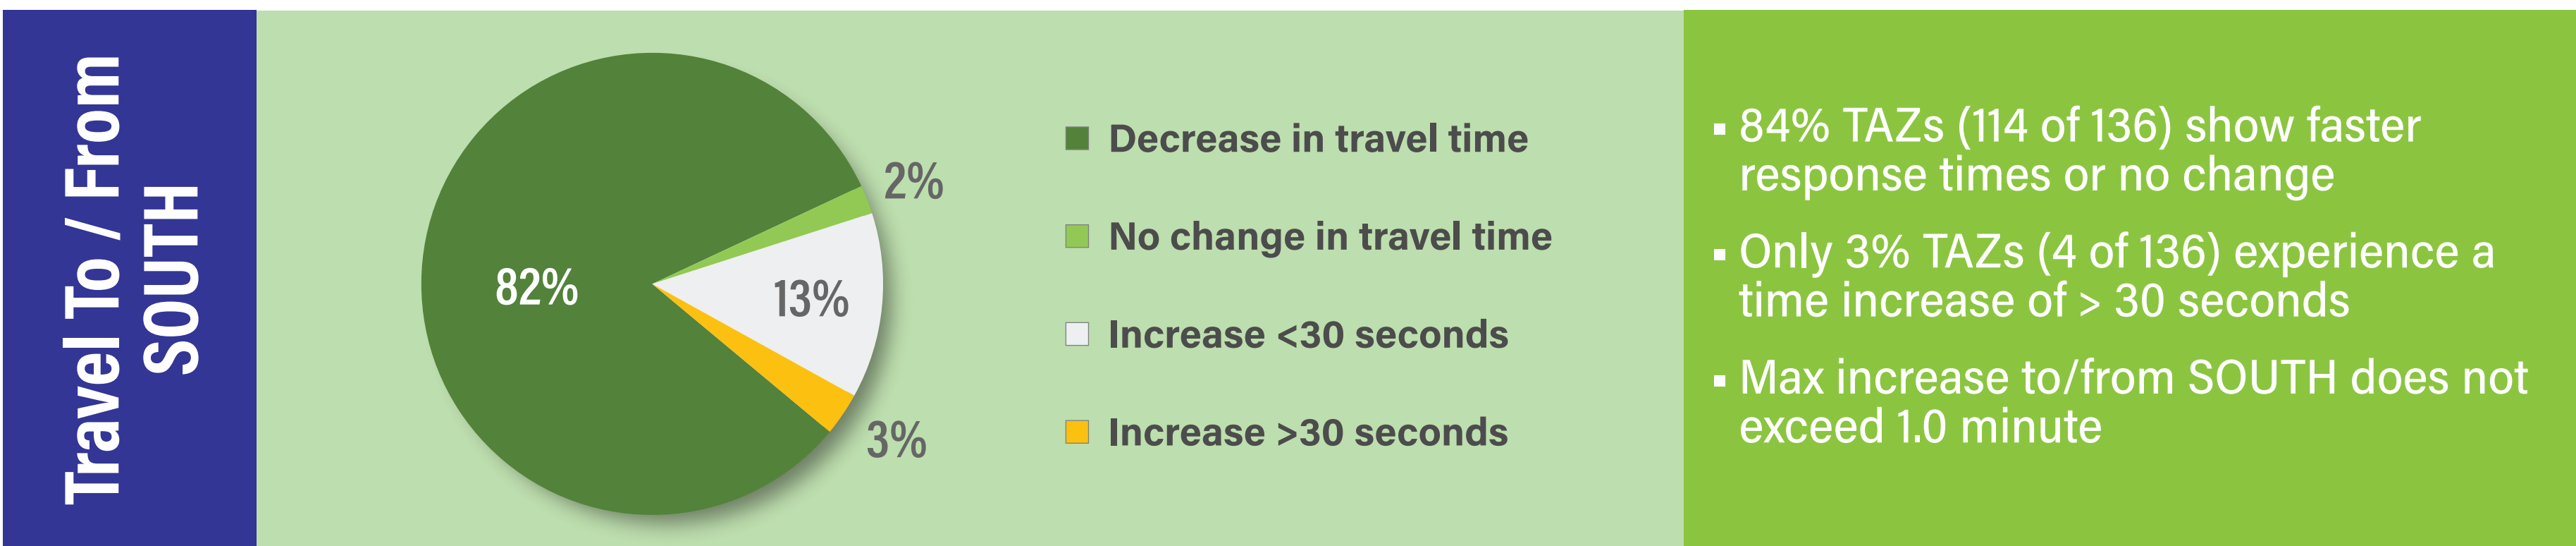 Travel To / From
SOUTH
82%
2%
13%
3%
Decrease in travel time
No change in travel time
Increase <30 seconds
Increase >30 seconds
▪ 84% TAZs (114 of 136) show faster
response times or no change
▪ Only 3% TAZs (4 of 136) experience a
time increase of > 30 seconds
▪ Max increase to/from SOUTH does not
exceed 1.0 minute